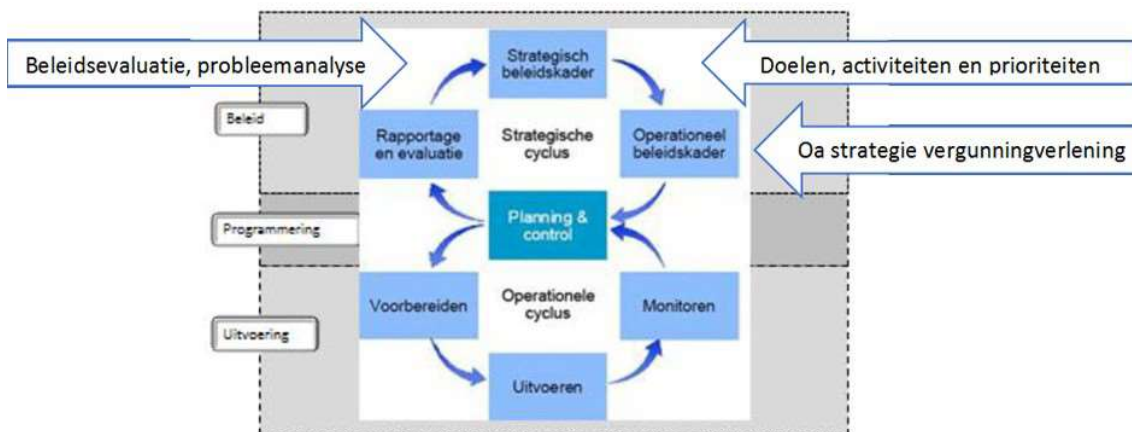 Strategisch
beleidskader
Beleidsevaluatie, probleemanalyse
Doelen, activiteiten en prioriteiten
Beleid
Rapportage
en evaluatie
Strategische
cyclus
Operationeel
beleidskader
Oa strategie vergunningverlening
Programmering
Planning &
control
Voorbereiden
Operationele
cyclus
Monitoren
Uitvoering
Uitvoeren